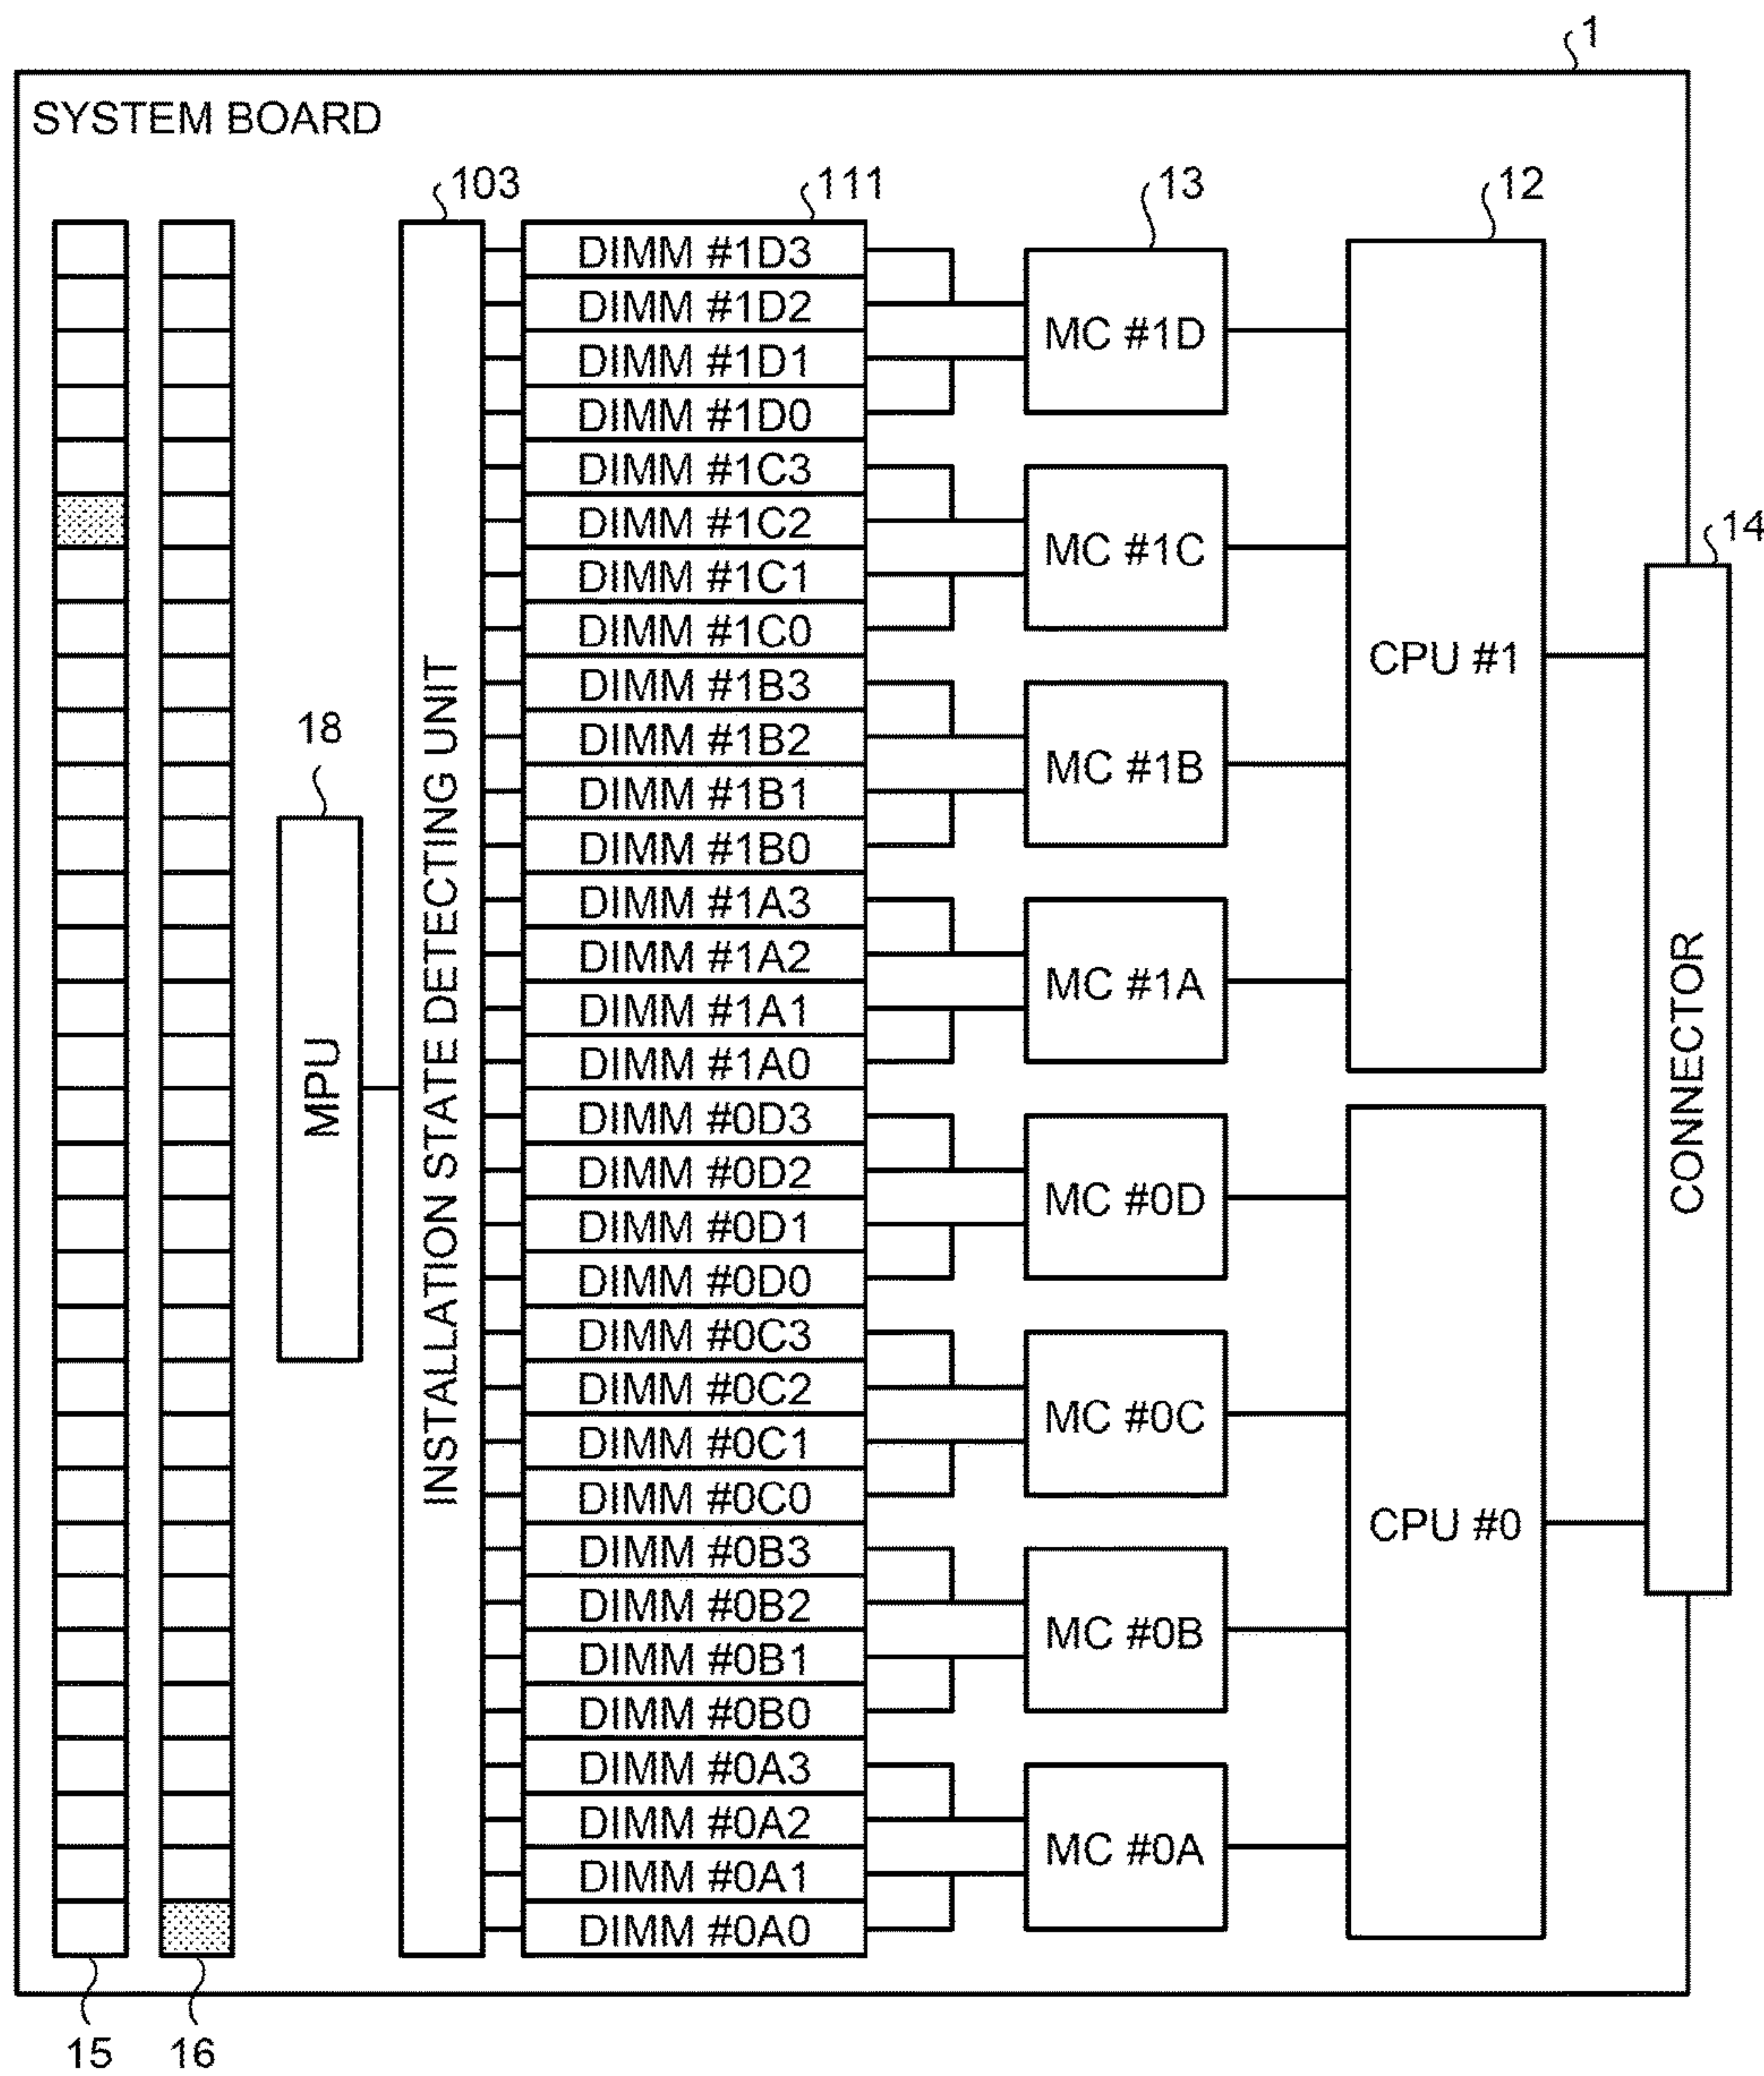 1
SYSTEM BOARD
103
111
13
12
DIMM #1D3
DIMM #1D2
DIMM #1D1
DIMM #1D0
DIMM #1C3
DIMM #1C2
DIMM #1C1
DIMM #1C0
DIMM #1B3
DIMM #1B2
DIMM #1B1
DIMM #1B0
DIMM #1A3
DIMM #1A2
DIMM #1A1
DIMM #1A0
DIMM #0D3
DIMM #0D2
DIMM #0D1
DIMM #0D0
DIMM #0C3
DIMM #0C2
DIMM #0C1
DIMM #0C0
DIMM #0B3
DIMM #0B2
DIMM #0B1
DIMM #0B0
DIMM #0A3
DIMM #0A2
DIMM #0A1
DIMM #0A0
MC #1D
MC #1C
MC #1B
MC #1A
MC #0D
MC #0C
MC #0B
MC #0A
CPU #1
CPU #0
14
CONNECTOR
18
MPU
INSTALLATION STATE DETECTING UNIT
15
16